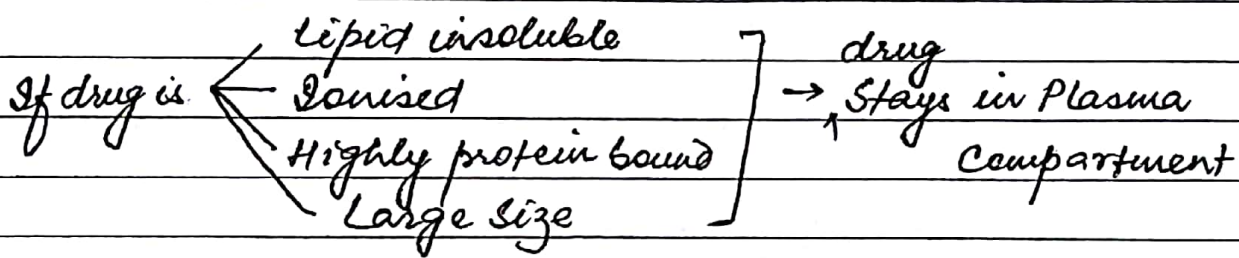 Lipid insoluble
If drug is Ionised → drug Stays in Plasma
Highly protein bound Compartment
Large Size